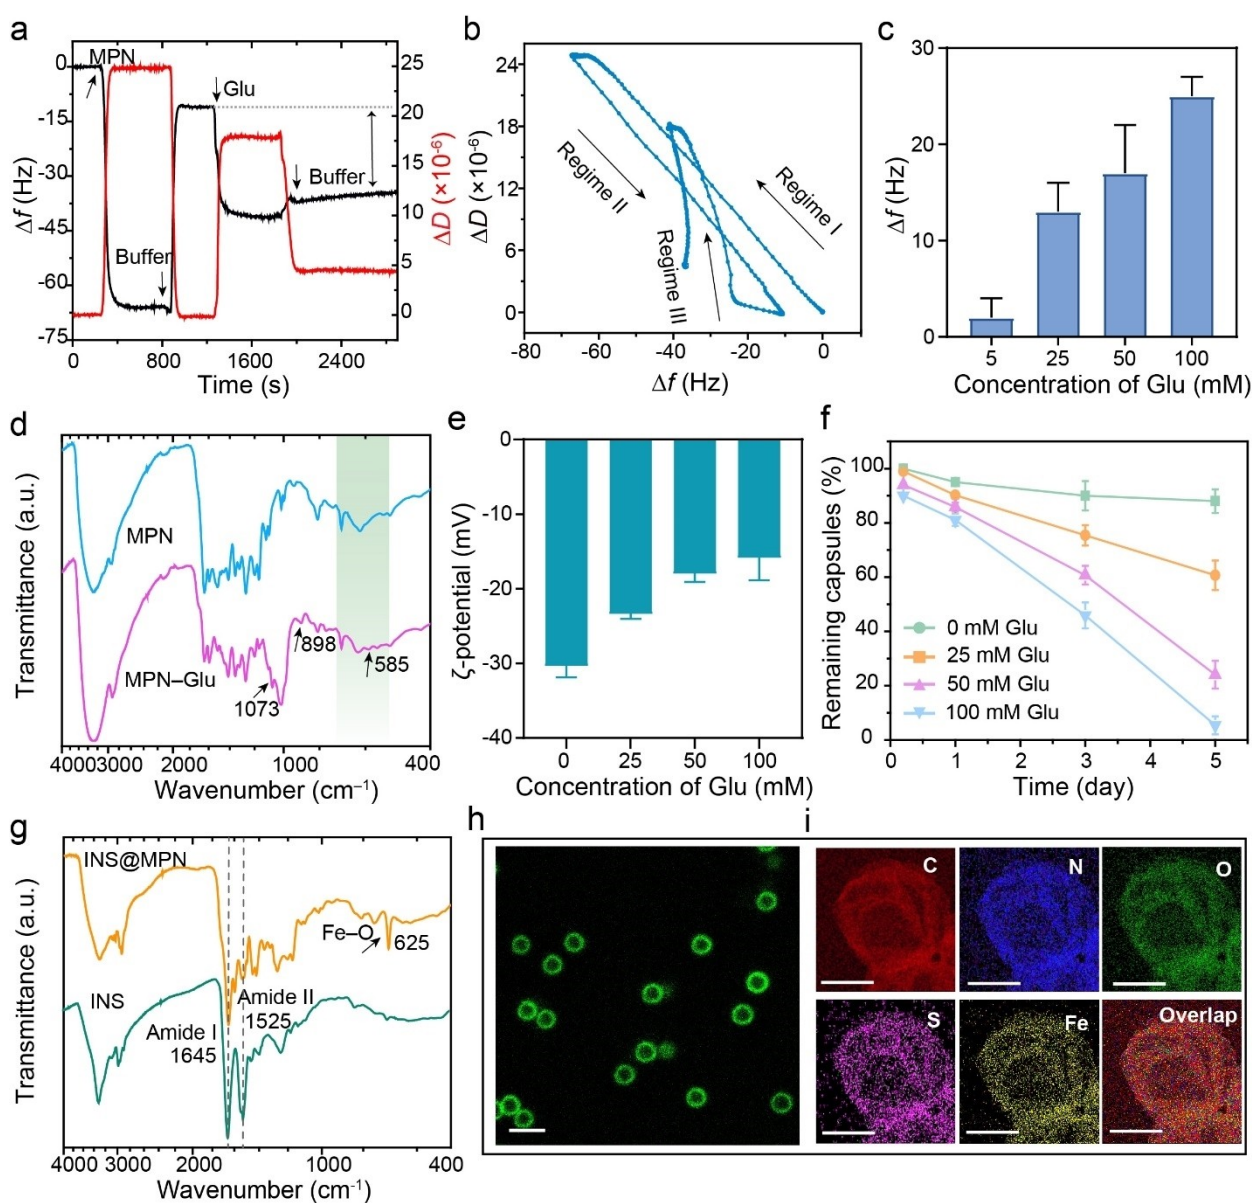 a
MPN
Glu
Buffer
Buffer
0
-15
-30
-45
-60
-75
Δf (Hz)
25
20
15
10
5
0
ΔD (×10⁻⁶)
0
800
1600
2400
Time (s)
b
24
18
12
6
0
ΔD (×10⁻⁶)
Regime II
Regime I
Regime III
-80
-60
-40
-20
0
Δf (Hz)
c
30
20
10
0
Δf (Hz)
5
25
50
100
Concentration of Glu (mM)
d
Transmittance (a.u.)
MPN
MPN–Glu
1073
898
585
4000
3000
2000
1000
400
Wavenumber (cm⁻¹)
e
0
-10
-20
-30
-40
ζ-potential (mV)
0
25
50
100
Concentration of Glu (mM)
f
100
80
60
40
20
0
Remaining capsules (%)
0 mM Glu
25 mM Glu
50 mM Glu
100 mM Glu
0
1
2
3
4
5
Time (day)
g
Transmittance (a.u.)
INS@MPN
Fe–O
625
INS
Amide II
1525
Amide I
1645
4000
3000
2000
1000
400
Wavenumber (cm⁻¹)
h
i
C
N
O
S
Fe
Overlap